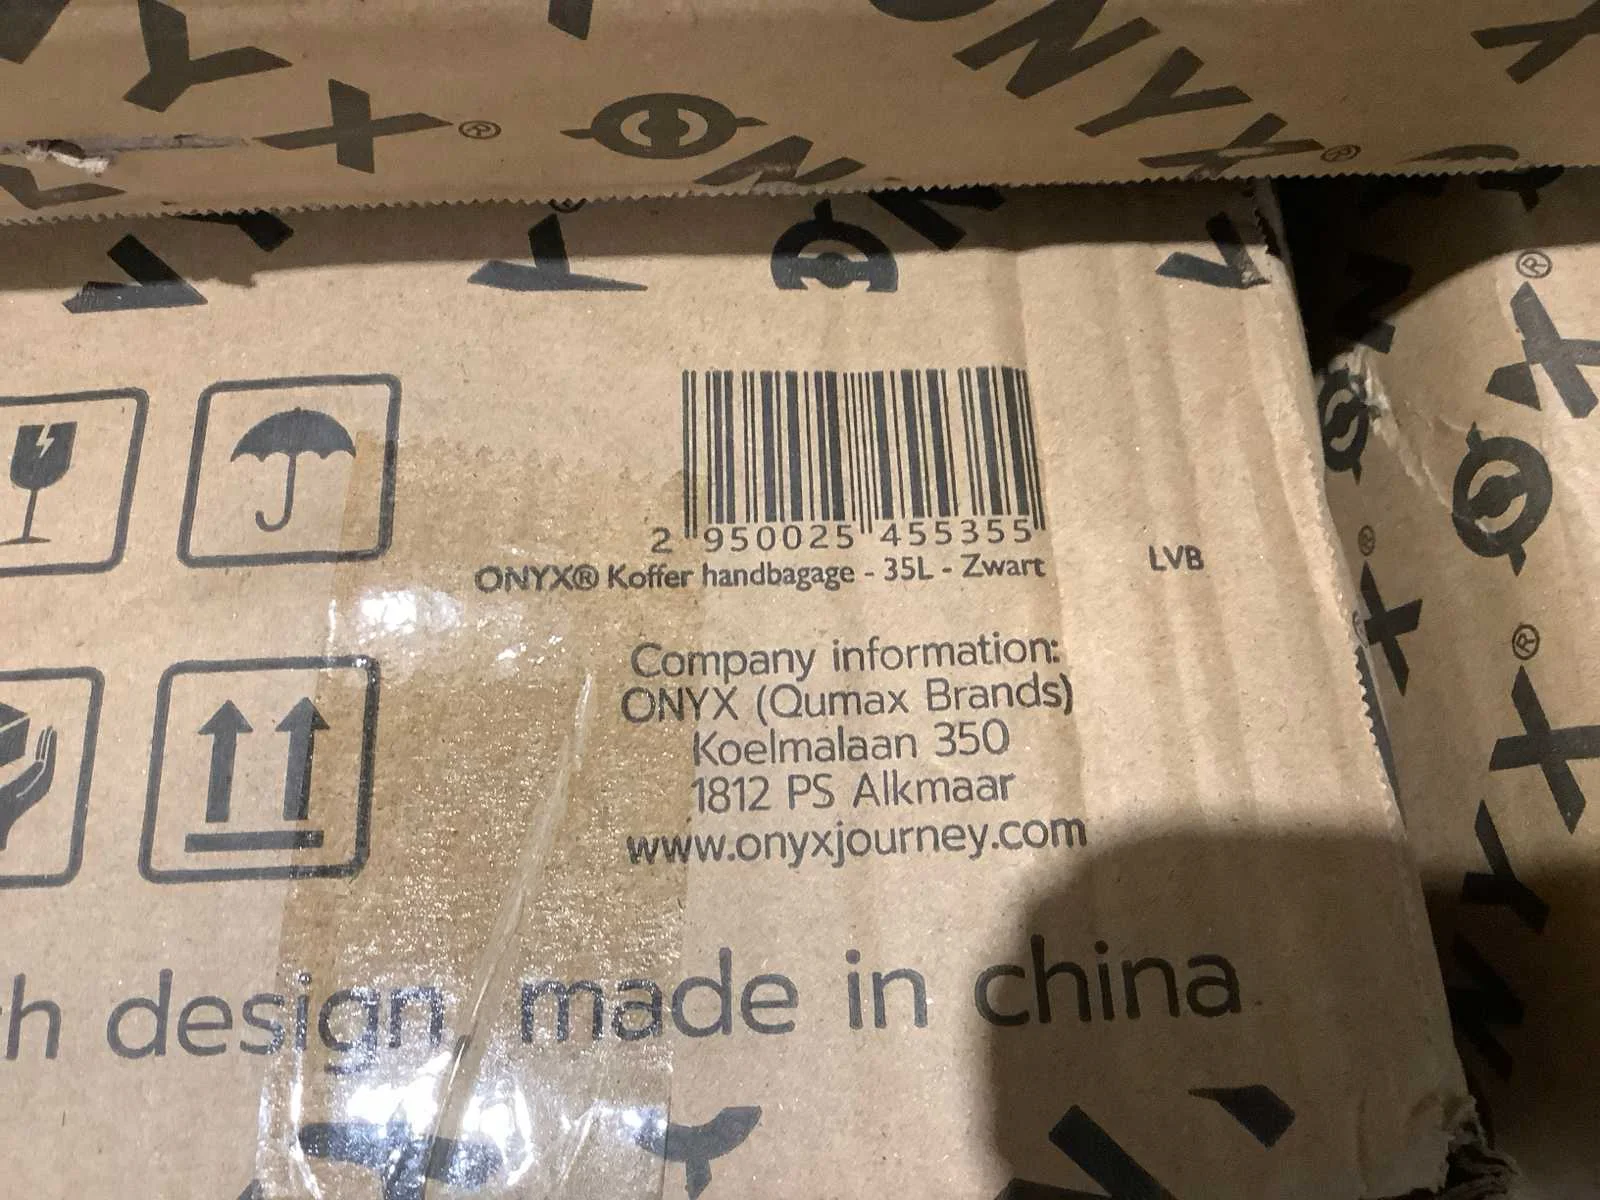 ONYX®
2 950025 455355
ONYX® Koffer handbagage - 35L - Zwart
LVB
Company information:
ONYX (Qumax Brands)
Koelmalaan 350
1812 PS Alkmaar
www.onyxjourney.com
design made in china